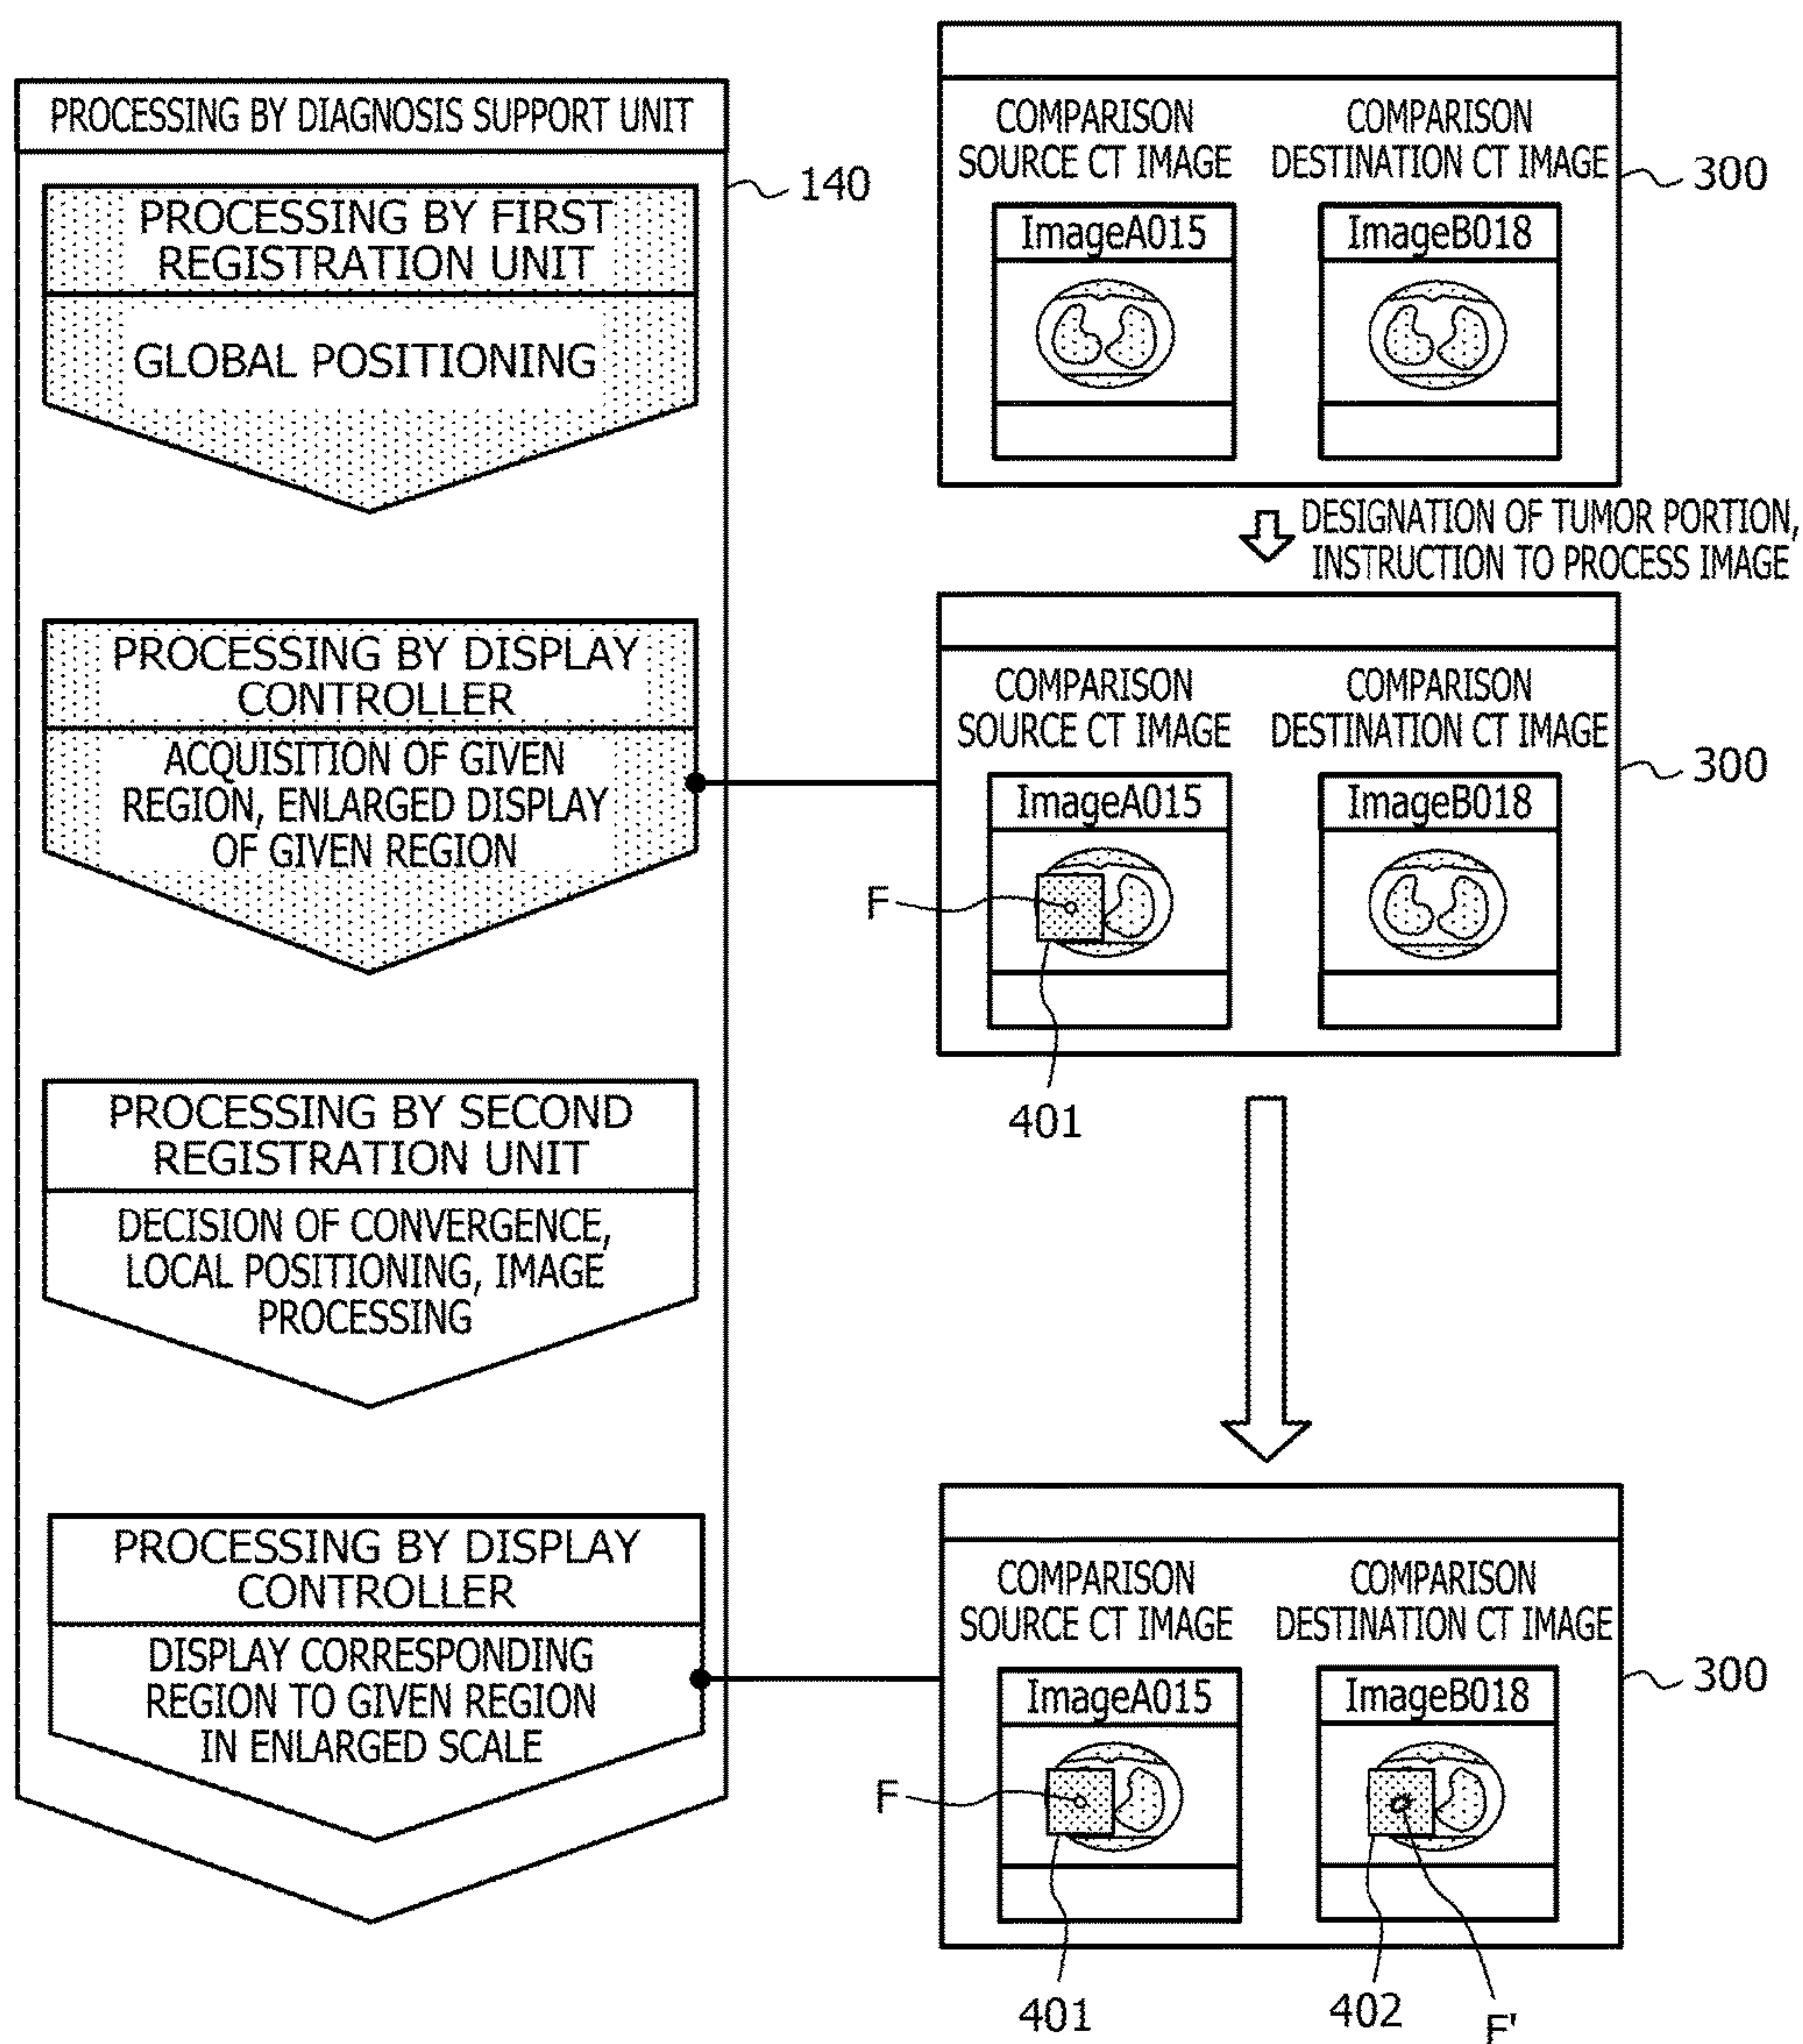 PROCESSING BY DIAGNOSIS SUPPORT UNIT
140
PROCESSING BY FIRST
REGISTRATION UNIT
GLOBAL POSITIONING
PROCESSING BY DISPLAY
CONTROLLER
ACQUISITION OF GIVEN
REGION, ENLARGED DISPLAY
OF GIVEN REGION
PROCESSING BY SECOND
REGISTRATION UNIT
DECISION OF CONVERGENCE,
LOCAL POSITIONING, IMAGE
PROCESSING
PROCESSING BY DISPLAY
CONTROLLER
DISPLAY CORRESPONDING
REGION TO GIVEN REGION
IN ENLARGED SCALE
COMPARISON
SOURCE CT IMAGE
COMPARISON
DESTINATION CT IMAGE
300
ImageA015
ImageB018
DESIGNATION OF TUMOR PORTION,
INSTRUCTION TO PROCESS IMAGE
COMPARISON
SOURCE CT IMAGE
COMPARISON
DESTINATION CT IMAGE
300
ImageA015
ImageB018
F
401
COMPARISON
SOURCE CT IMAGE
COMPARISON
DESTINATION CT IMAGE
300
ImageA015
ImageB018
F
401
402
F'